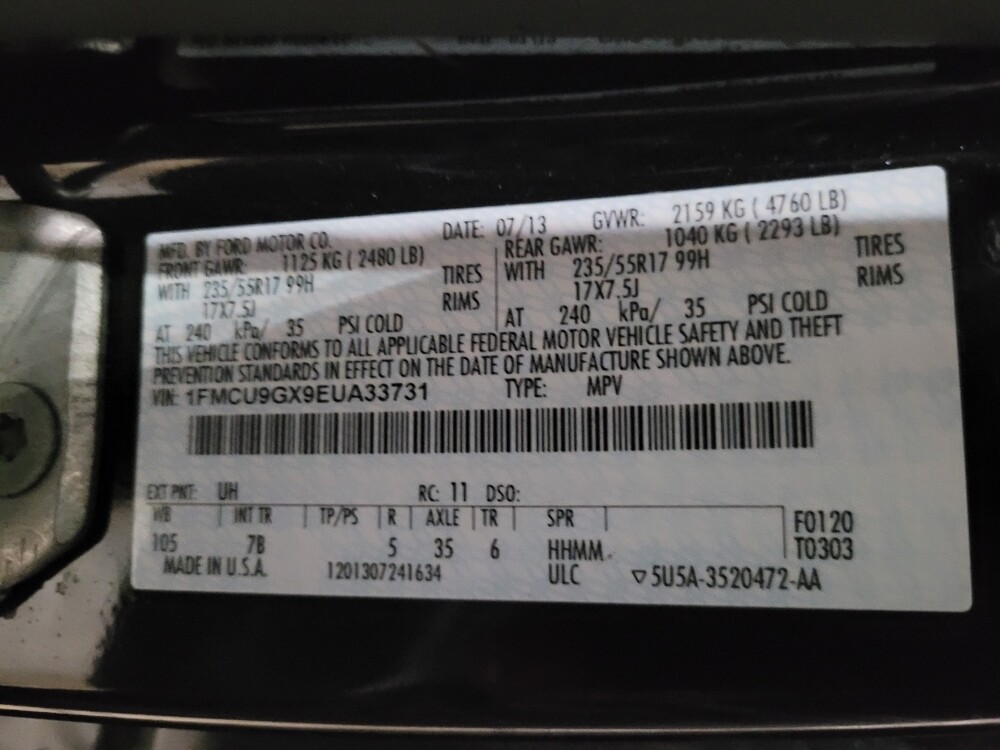 DATE: 07/13 GVWR: 2159 KG ( 4760 LB)
MFD. BY FORD MOTOR CO.
FRONT GAWR: 1125 KG ( 2480 LB)
WITH 235/55R17 99H TIRES
17X7.5J RIMS
AT 240 kPa/ 35 PSI COLD
REAR GAWR: 1040 KG ( 2293 LB)
WITH 235/55R17 99H TIRES
17X7.5J RIMS
AT 240 kPa/ 35 PSI COLD
THIS VEHICLE CONFORMS TO ALL APPLICABLE FEDERAL MOTOR VEHICLE SAFETY AND THEFT
PREVENTION STANDARDS IN EFFECT ON THE DATE OF MANUFACTURE SHOWN ABOVE.
VIN: 1FMCU9GX9EUA33731 TYPE: MPV
EXT PNT: UH RC: 11 DSO:
WB INT TR TP/PS R AXLE TR SPR F0120
105 7B 5 35 6 HHMM T0303
MADE IN U.S.A. 1201307241634 ULC ▽5U5A-3520472-AA